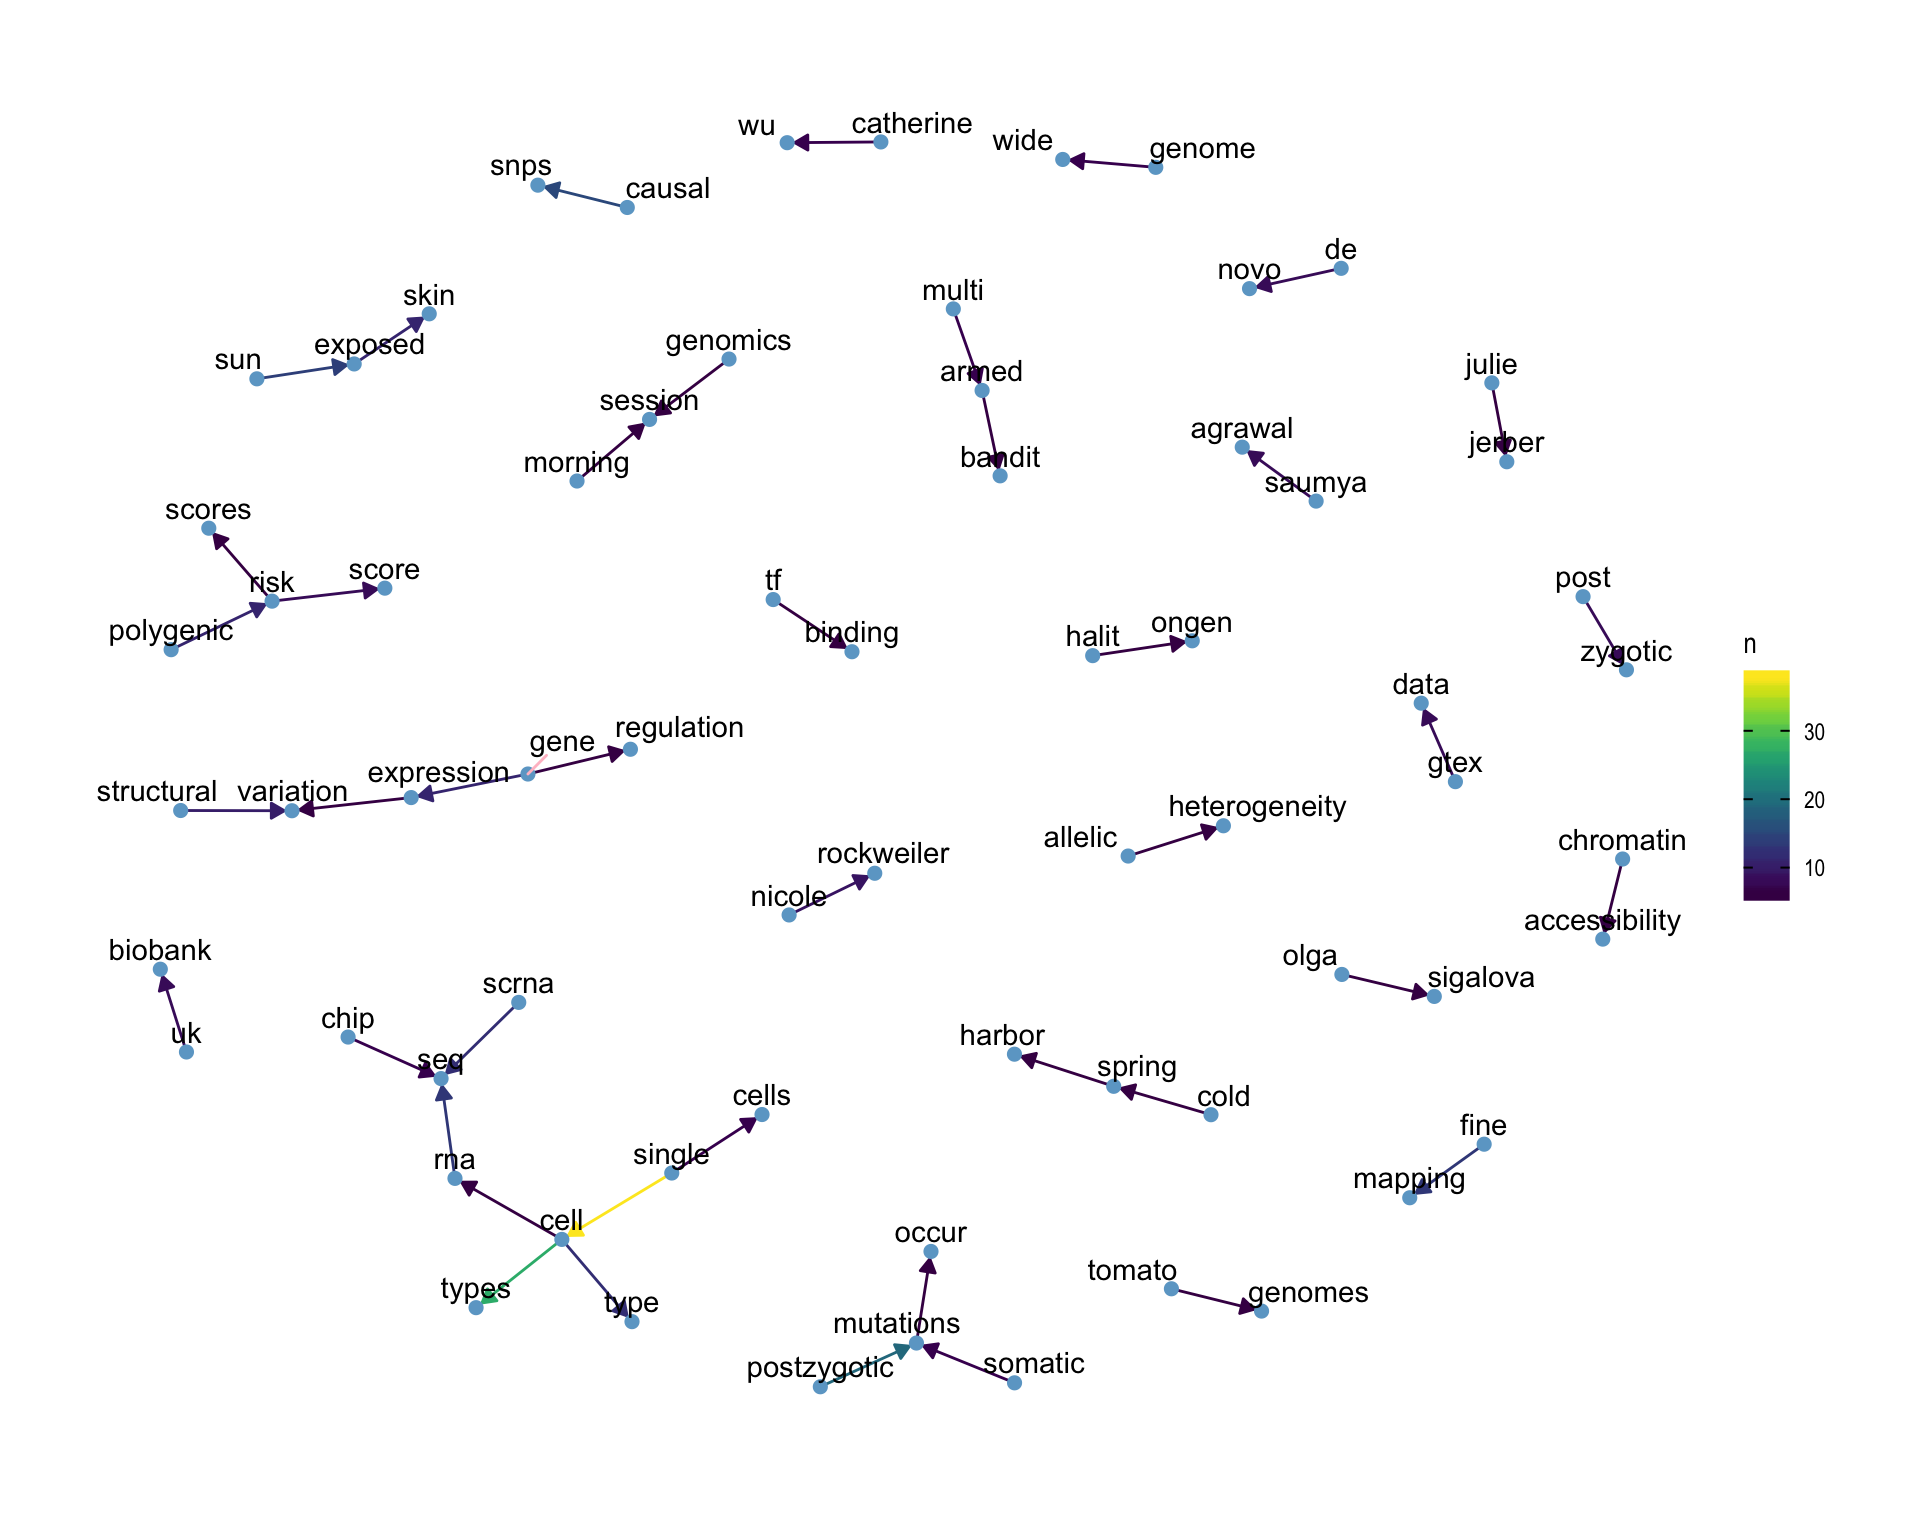 wu
catherine
wide
genome
snps
causal
de
novo
multi
skin
genomics
exposed
sun
julie
armed
session
agrawal
jerber
bandit
morning
saumya
scores
score
risk
tf
post
polygenic
binding
halit
ongen
zygotic
n
data
regulation
gene
30
gtex
expression
structural
variation
20
heterogeneity
allelic
chromatin
rockweiler
10
nicole
accessibility
biobank
olga
sigalova
scrna
chip
uk
harbor
seq
spring
cells
cold
fine
single
rna
mapping
cell
occur
tomato
types
genomes
type
mutations
postzygotic
somatic